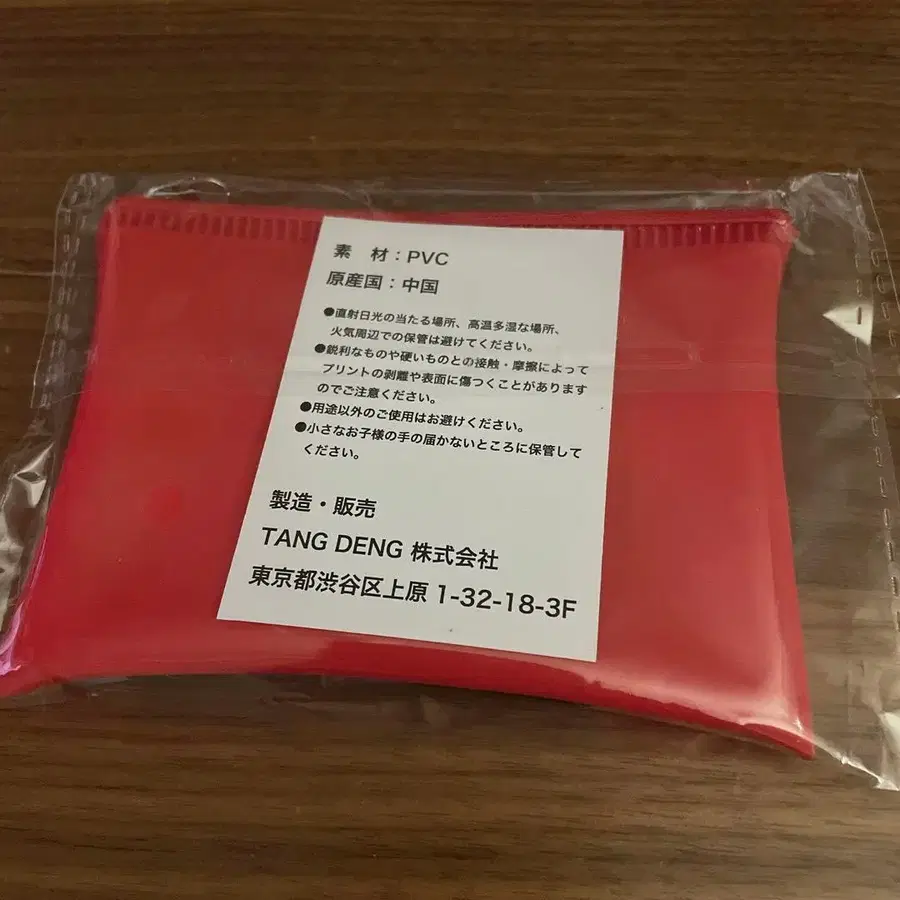 素　材：PVC
原産国：中国
●直射日光の当たる場所、高温多湿な場所、
火気周辺での保管は避けてください。
●鋭利なものや硬いものとの接触・摩擦によって
プリントの剥離や表面に傷つくことがあります
のでご注意ください。
●用途以外のご使用はお避けください。
●小さなお子様の手の届かないところに保管して
ください。
製造・販売
TANG DENG 株式会社
東京都渋谷区上原 1-32-18-3F